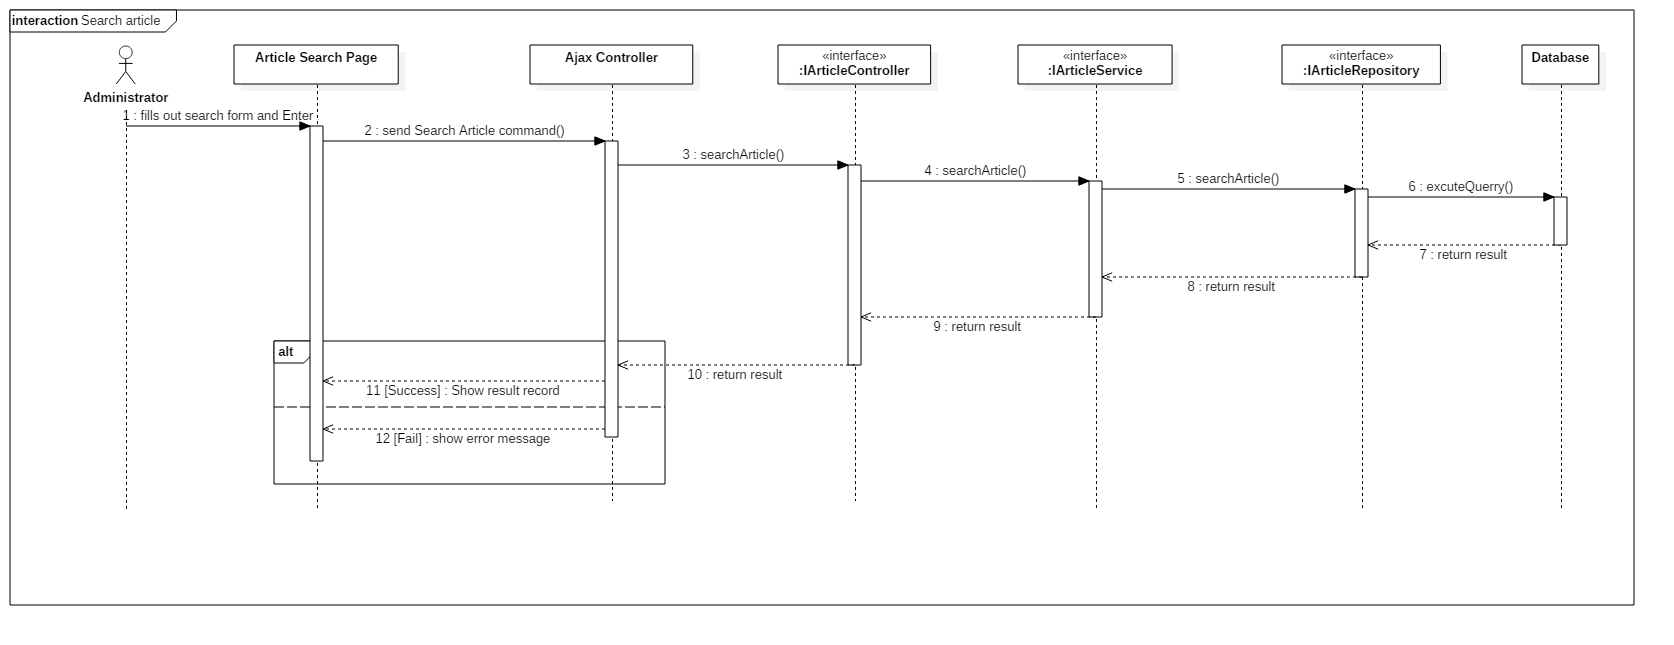 interaction Search article
Administrator
Article Search Page
Ajax Controller
«interface»
:IArticleController
«interface»
:IArticleService
«interface»
:IArticleRepository
Database
1 : fills out search form and Enter
2 : send Search Article command()
3 : searchArticle()
4 : searchArticle()
5 : searchArticle()
6 : excuteQuerry()
7 : return result
8 : return result
9 : return result
alt
10 : return result
11 [Success] : Show result record
12 [Fail] : show error message